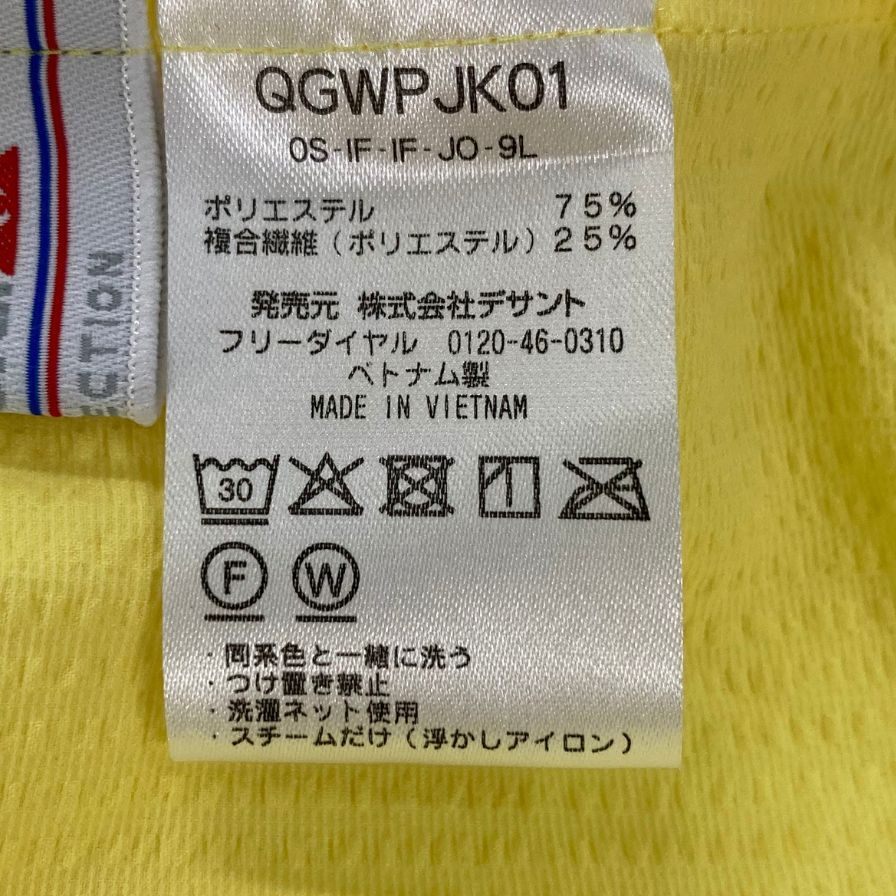 QGWPJK01
0S-IF-IF-JO-9L
ポリエステル 75%
複合繊維(ポリエステル)25%
発売元 株式会社デサント
フリーダイヤル 0120-46-0310
ベトナム製
MADE IN VIETNAM
30
F W
・同系色と一緒に洗う
・つけ置き禁止
・洗濯ネット使用
・スチームだけ(浮かしアイロン)
ECTION